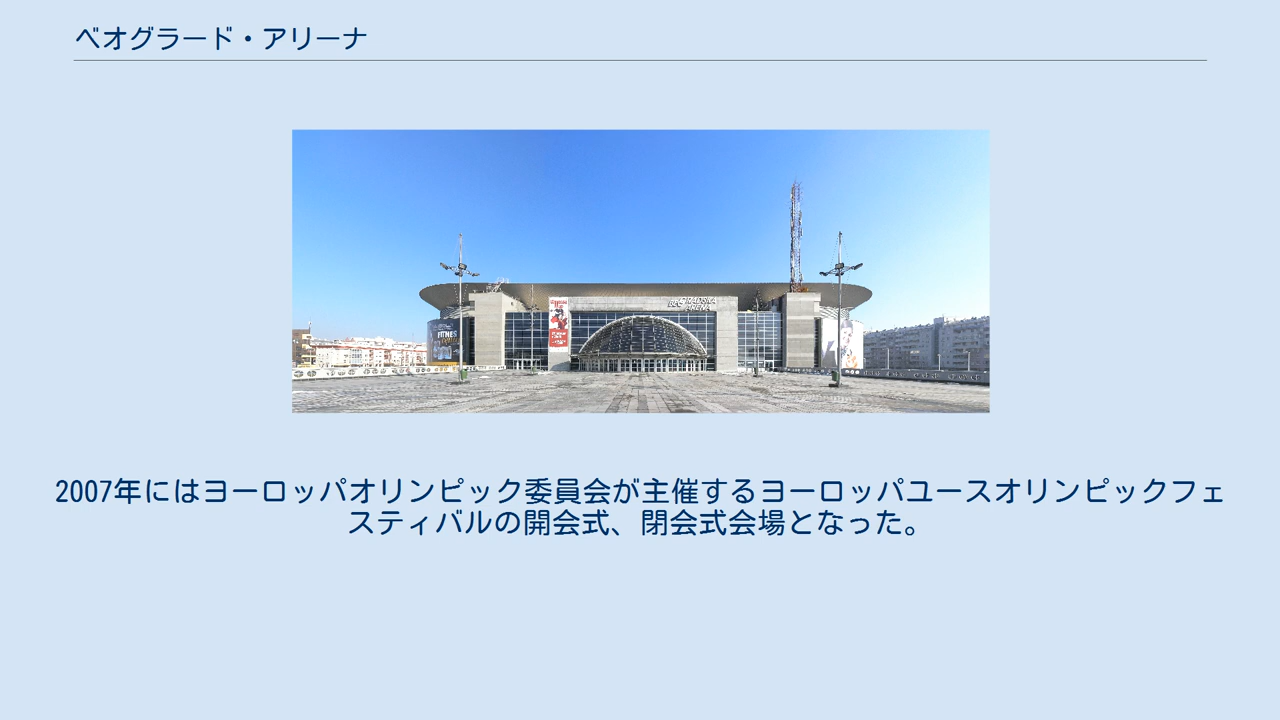 ベオグラード・アリーナ
FITNES
2007年にはヨーロッパオリンピック委員会が主催するヨーロッパユースオリンピックフェ
スティバルの開会式、閉会式会場となった。